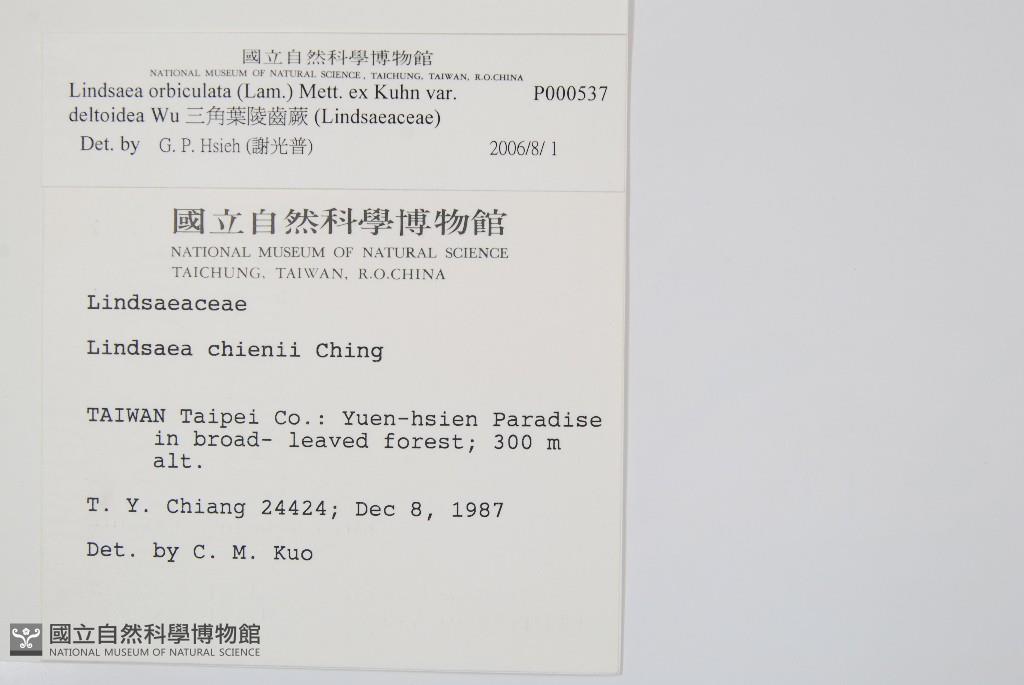 國立自然科學博物館
NATIONAL MUSEUM OF NATURAL SCIENCE, TAICHUNG, TAIWAN, R.O.CHINA
Lindsaea orbiculata (Lam.) Mett. ex Kuhn var. P000537
deltoidea Wu 三角葉陵齒蕨 (Lindsaeaceae)
Det. by G. P. Hsieh (謝光普) 2006/8/ 1
國立自然科學博物館
NATIONAL MUSEUM OF NATURAL SCIENCE
TAICHUNG, TAIWAN, R.O.CHINA
Lindsaeaceae
Lindsaea chienii Ching
TAIWAN Taipei Co.: Yuen-hsien Paradise
in broad- leaved forest; 300 m
alt.
T. Y. Chiang 24424; Dec 8, 1987
Det. by C. M. Kuo
國立自然科學博物館
NATIONAL MUSEUM OF NATURAL SCIENCE